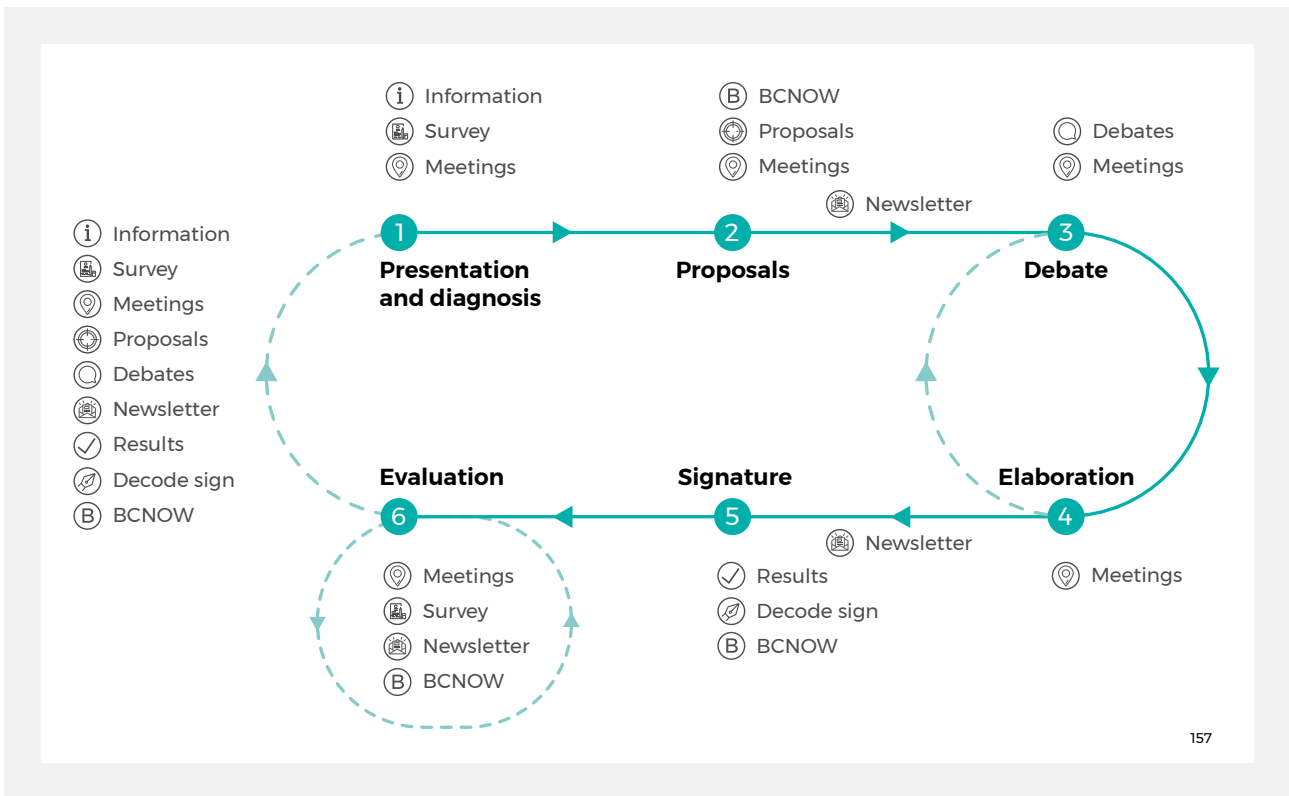 Information
Survey
Meetings
BCNOW
Proposals
Meetings
Debates
Meetings
Newsletter
1
2
3
Presentation
and diagnosis
Proposals
Debate
Information
Survey
Meetings
Proposals
Debates
Newsletter
Results
Decode sign
BCNOW
Evaluation
Signature
Elaboration
6
5
4
Newsletter
Meetings
Survey
Newsletter
BCNOW
Results
Decode sign
BCNOW
Meetings
157